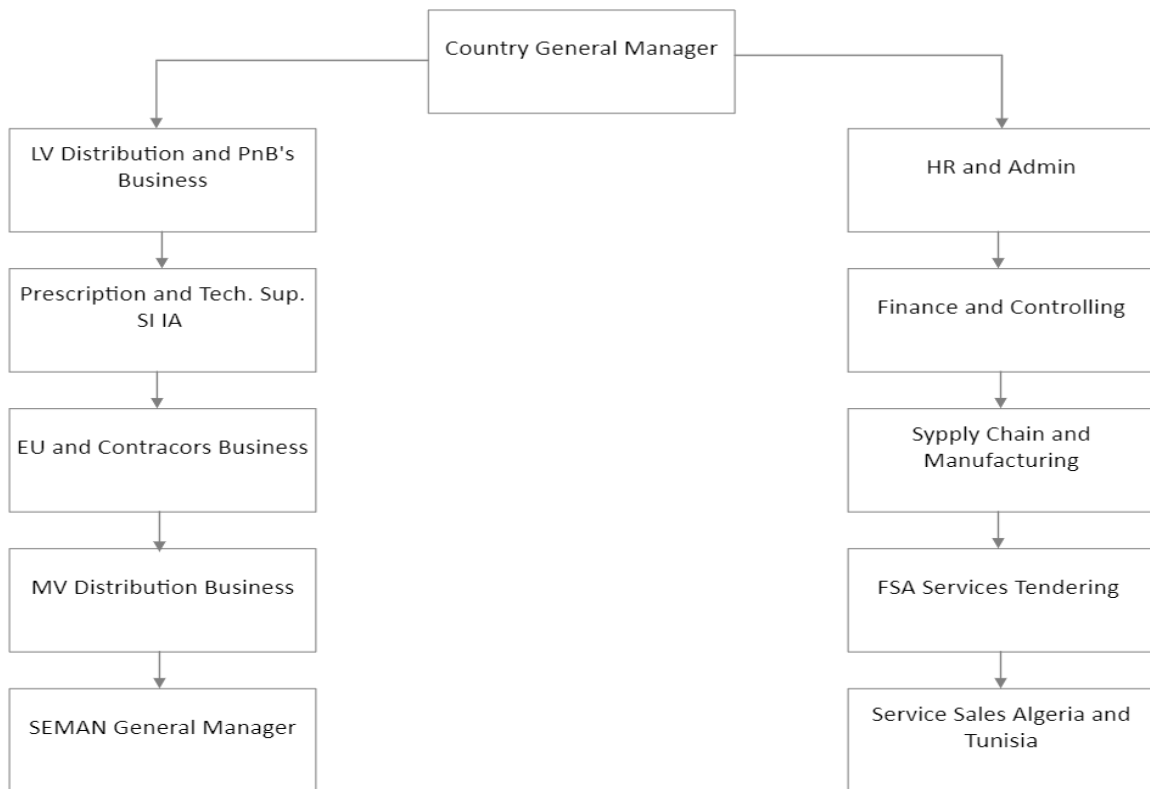 Country General Manager
LV Distribution and PnB's
Business
HR and Admin
Prescription and Tech. Sup.
SI IA
Finance and Controlling
EU and Contracors Business
Sypply Chain and
Manufacturing
MV Distribution Business
FSA Services Tendering
SEMAN General Manager
Service Sales Algeria and
Tunisia